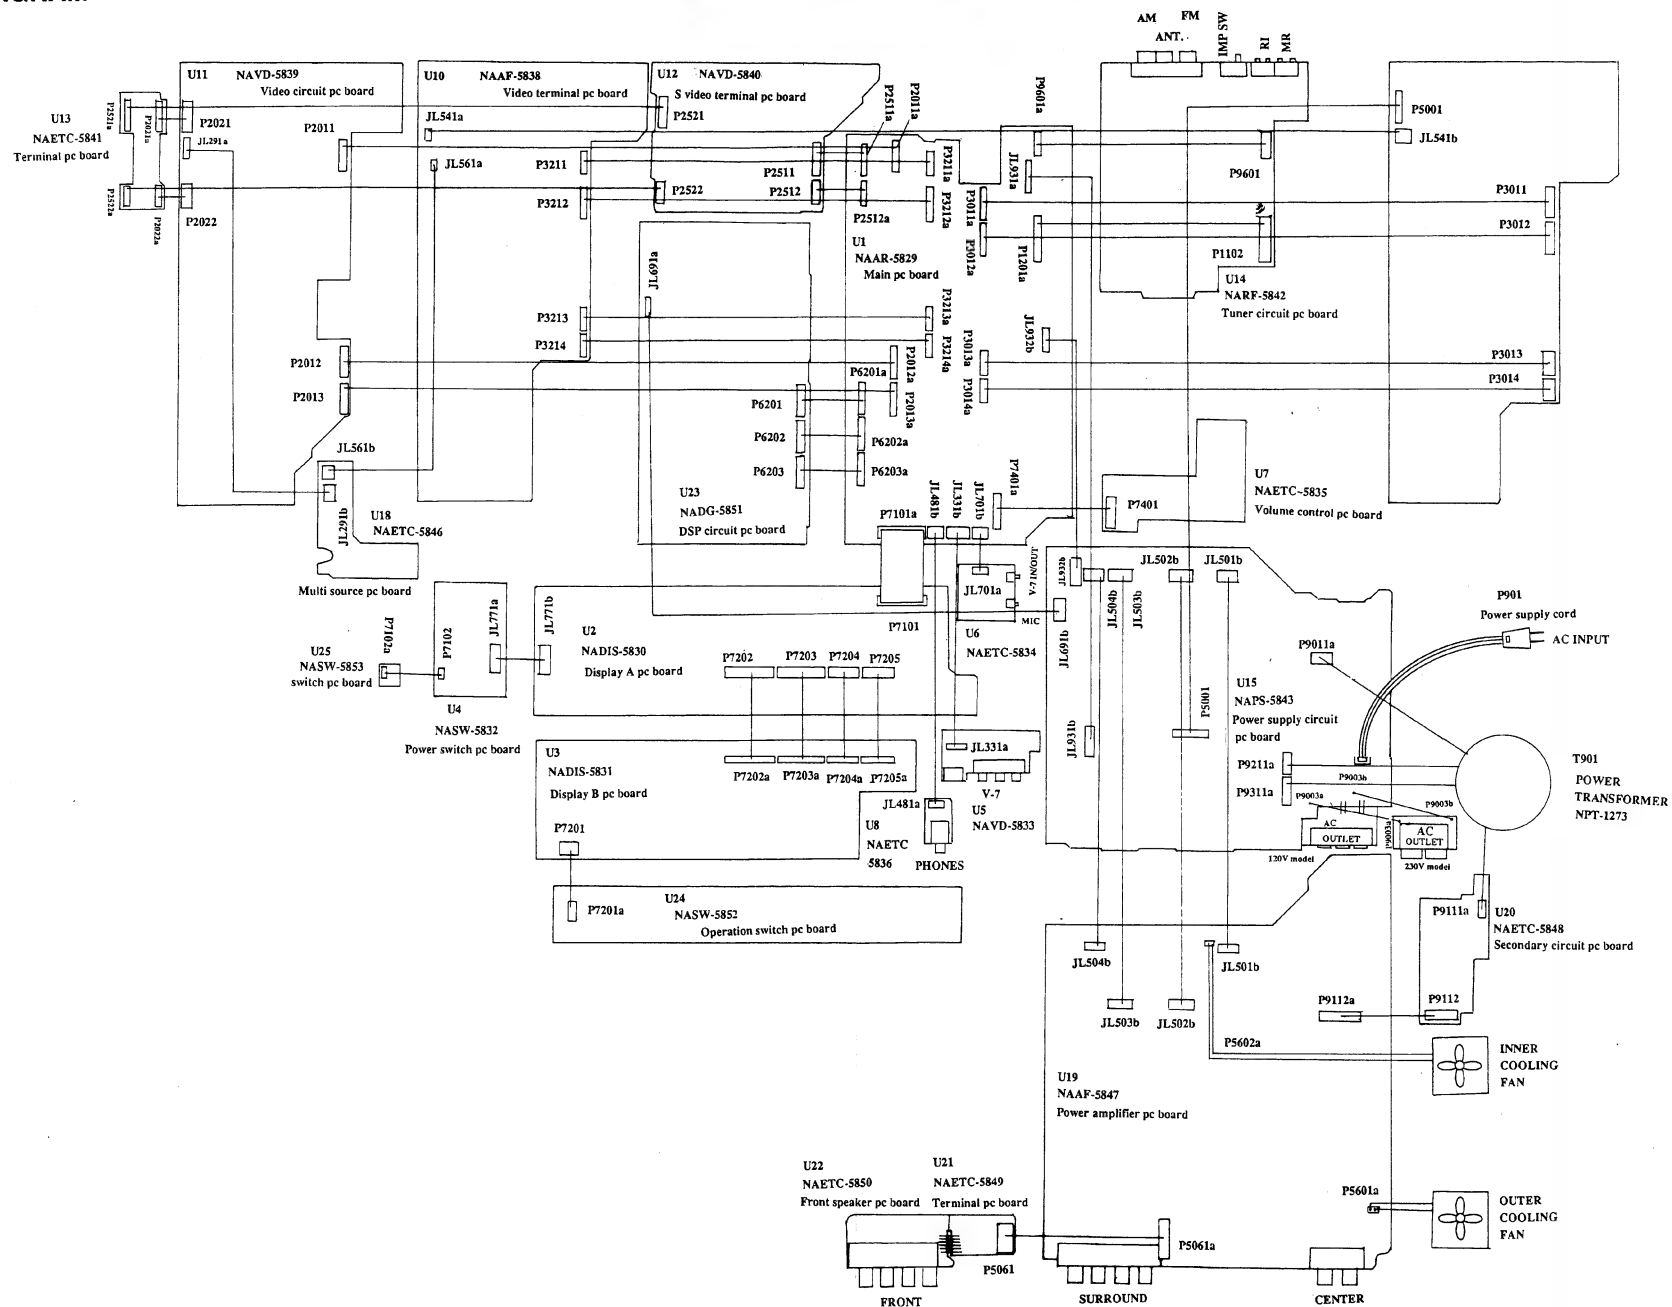 AM
FM
ANT.
IMP SW
RI
MR
U11 NAVD-5839
Video circuit pc board
U10 NAAF-5838
Video terminal pc board
U12 NAVD-5840
S video terminal pc board
P2511a
P2011a
P9601a
P5001
JL541b
U13
NAETC-5841
Terminal pc board
P2521a
P2021a
P2021
JL291a
P2011
JL541a
JL561a
P2521
P3211
P2511
P3211a
JL931a
P9601
P2522a
P2022a
P2022
P3212
P2522
P2512
P2512a
P3212a
P3011a
P3012a
P1201a
P1102
P3011
P3012
U1
NAAR-5829
Main pc board
JL691a
U14
NARF-5842
Tuner circuit pc board
P3213
P3214
P3213a
P3214a
JL932b
P3013a
P3014a
P3013
P3014
P2012
P2013
P6201a
P2012a
P2013a
P6201
P6202
P6203
P6202a
P6203a
JL561b
JL291b
U18
NAETC-5846
Multi source pc board
U23
NADG-5851
DSP circuit pc board
P7101a
JL481b
JL331b
JL701b
P7401a
P7401
U7
NAETC-5835
Volume control pc board
P7101
JL701a
V-7 IN/OUT
MIC
U6
NAETC-5834
JL932b
JL504b
JL503b
JL502b
JL501b
JL691b
P901
Power supply cord
AC INPUT
U25
NASW-5853
switch pc board
P7102a
P7102
JL771a
JL771b
U4
NASW-5832
Power switch pc board
U2
NADIS-5830
Display A pc board
P7202
P7203
P7204
P7205
P9011a
U15
NAPS-5843
Power supply circuit
pc board
P5001
JL931b
U3
NADIS-5831
Display B pc board
P7202a
P7203a
P7204a
P7205a
JL331a
V-7
U5
NAVD-5833
P9211a
P9311a
P9003b
P9003a
P9003b
P9003a
T901
POWER
TRANSFORMER
NPT-1273
AC
OUTLET
120V model
AC
OUTLET
230V model
P7201
JL481a
U8
NAETC
5836
PHONES
P7201a
U24
NASW-5852
Operation switch pc board
P9111a
U20
NAETC-5848
Secondary circuit pc board
JL504b
JL501b
JL503b
JL502b
P9112a
P9112
P5602a
INNER
COOLING
FAN
U19
NAAF-5847
Power amplifier pc board
U22
NAETC-5850
Front speaker pc board
U21
NAETC-5849
Terminal pc board
P5601a
OUTER
COOLING
FAN
P5061
P5061a
FRONT
SURROUND
CENTER